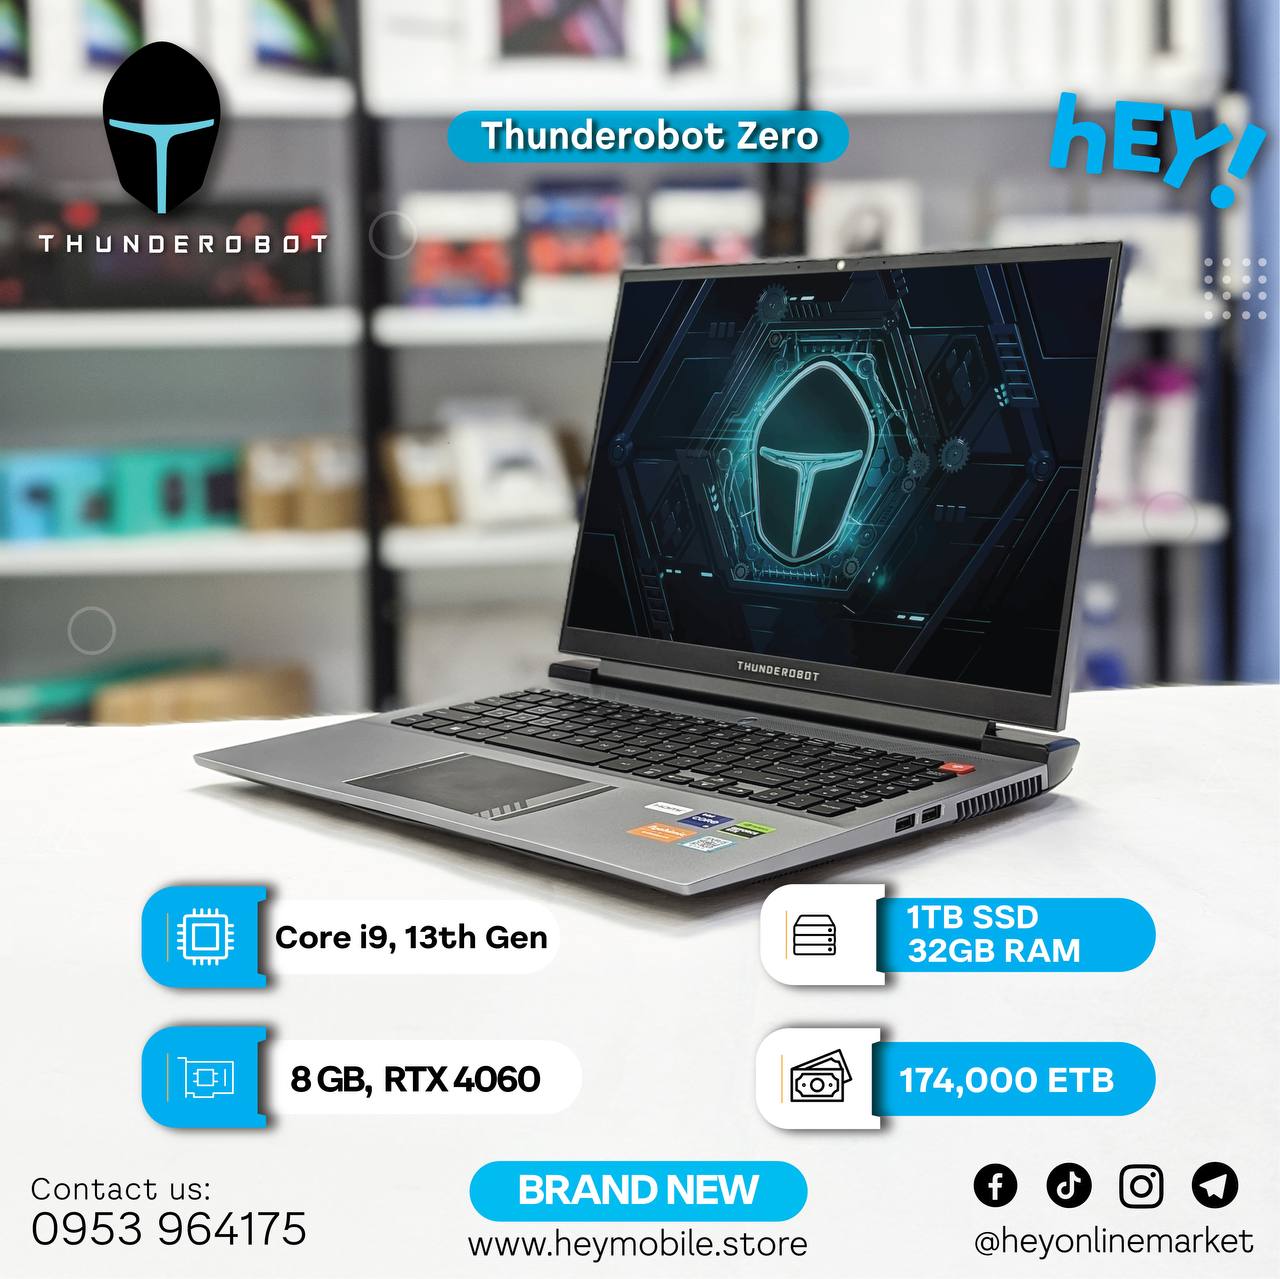 THUNDEROBOT
Thunderobot Zero
hEY!
THUNDEROBOT
Core i9, 13th Gen
1TB SSD
32GB RAM
8 GB, RTX 4060
174,000 ETB
Contact us:
0953 964175
BRAND NEW
www.heymobile.store
@heyonlinemarket